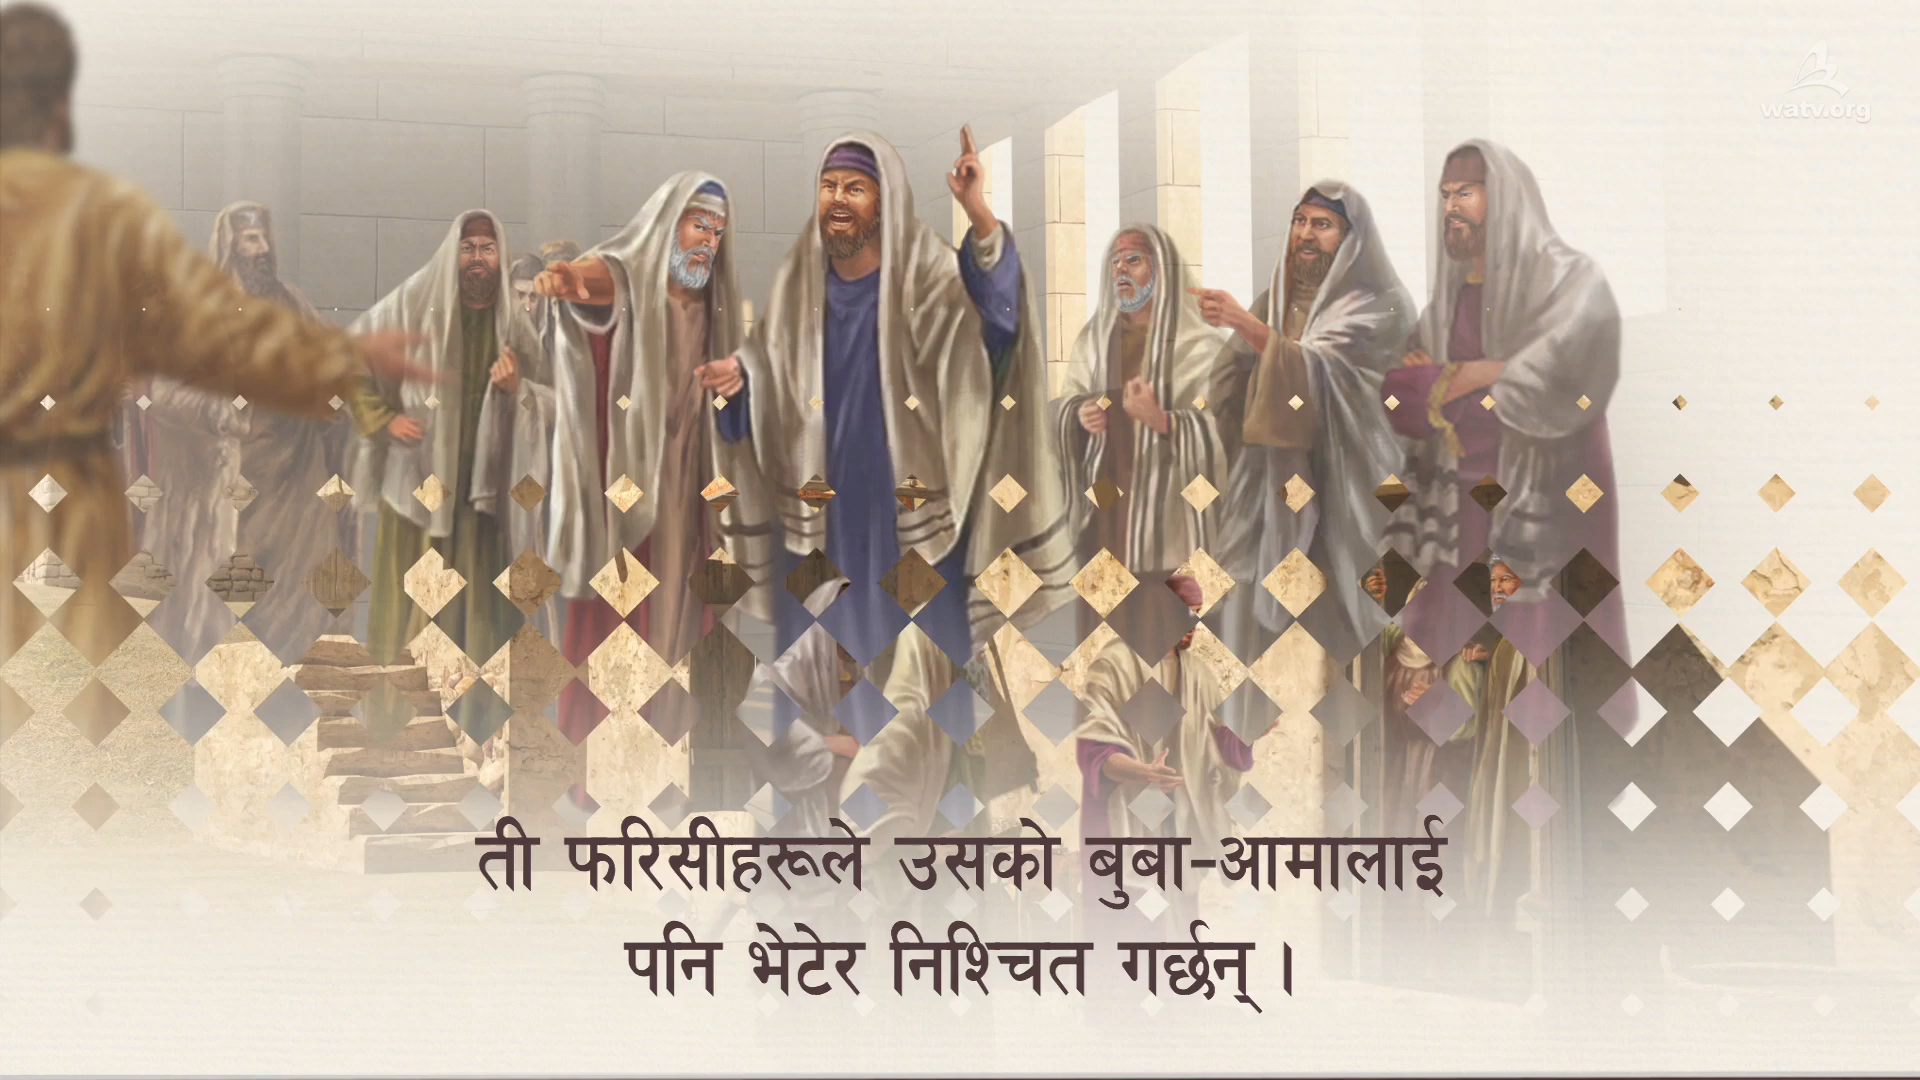 watv.org
ती फरिसीहरूले उसको बुबा-आमालाई
पनि भेटेर निश्चित गर्छन् ।